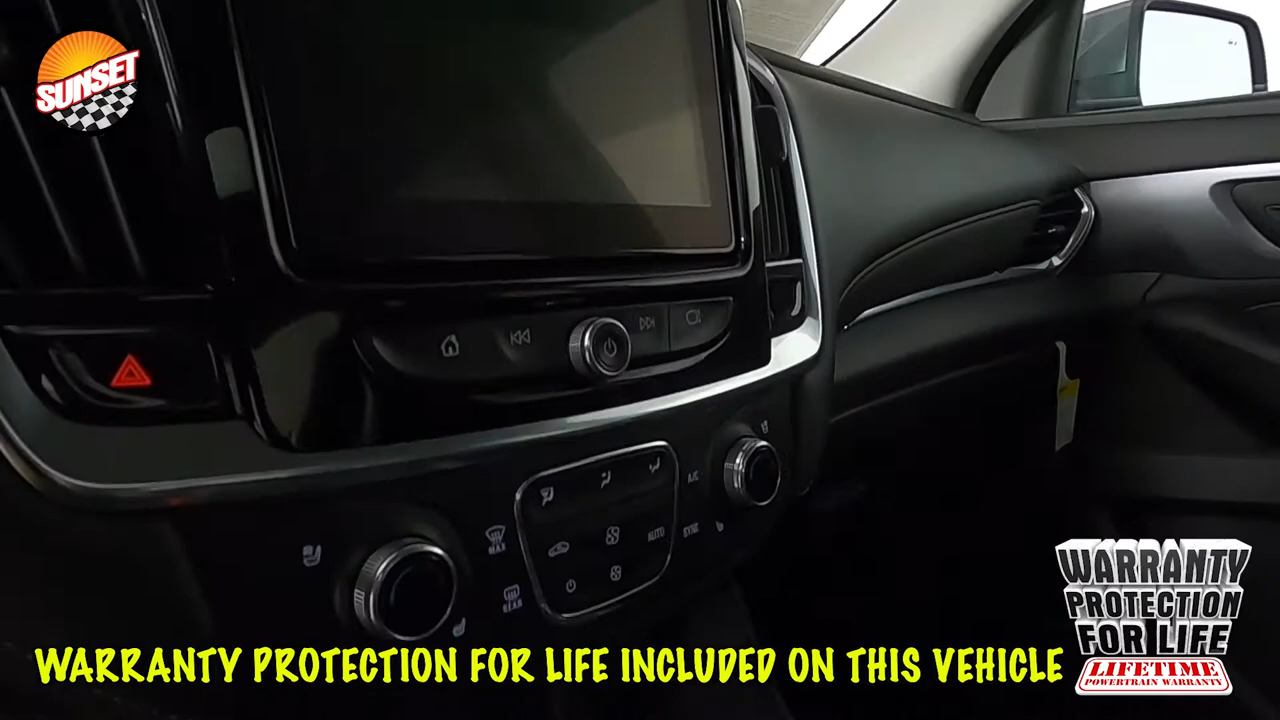 SUNSET
A/C
MAX
AUTO
SYNC
REAR
WARRANTY
PROTECTION
FOR LIFE
LIFETIME
POWERTRAIN WARRANTY
WARRANTY PROTECTION FOR LIFE INCLUDED ON THIS VEHICLE